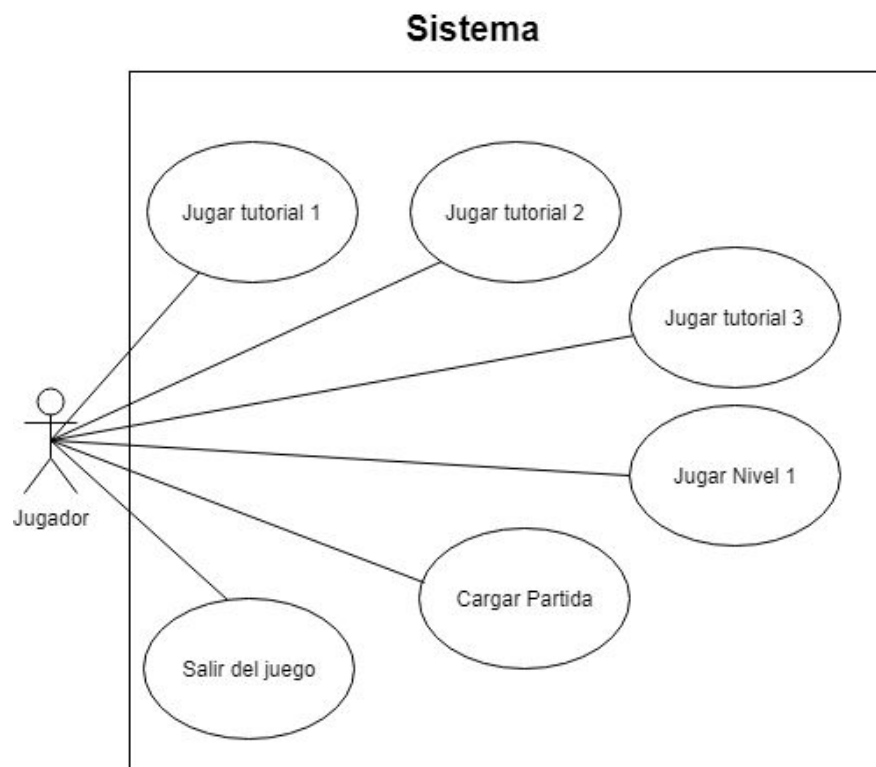 Sistema
Jugar tutorial 1
Jugar tutorial 2
Jugar tutorial 3
Jugar Nivel 1
Jugador
Cargar Partida
Salir del juego